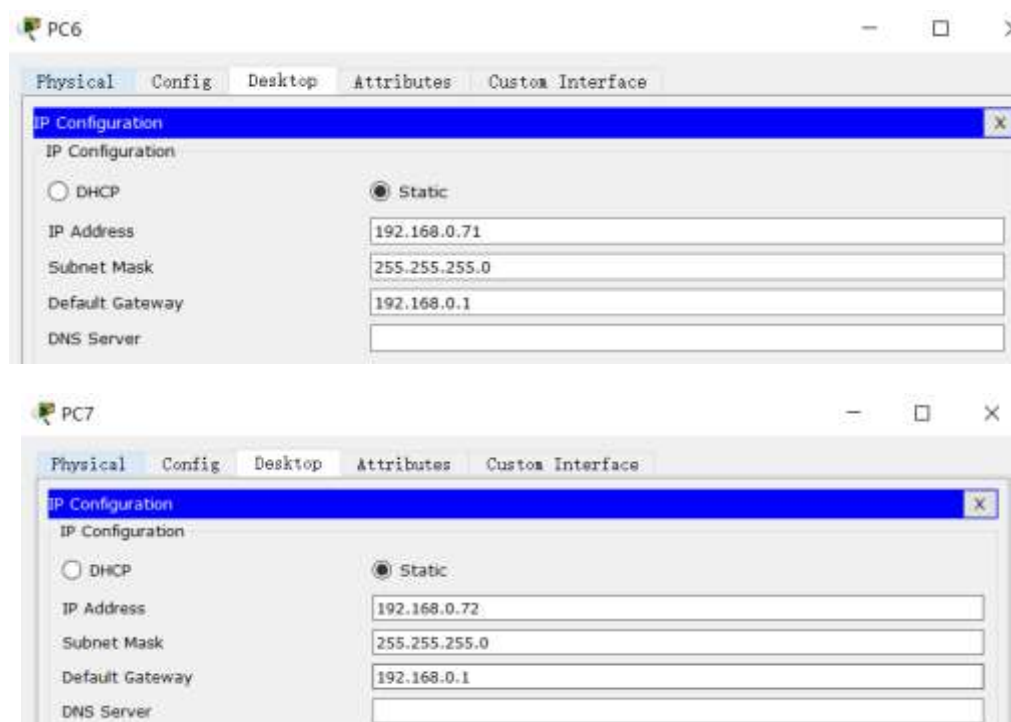 PC6
Physical Config Desktop Attributes Custom Interface
IP Configuration X
IP Configuration
DHCP Static
IP Address 192.168.0.71
Subnet Mask 255.255.255.0
Default Gateway 192.168.0.1
DNS Server
PC7
Physical Config Desktop Attributes Custom Interface
IP Configuration X
IP Configuration
DHCP Static
IP Address 192.168.0.72
Subnet Mask 255.255.255.0
Default Gateway 192.168.0.1
DNS Server